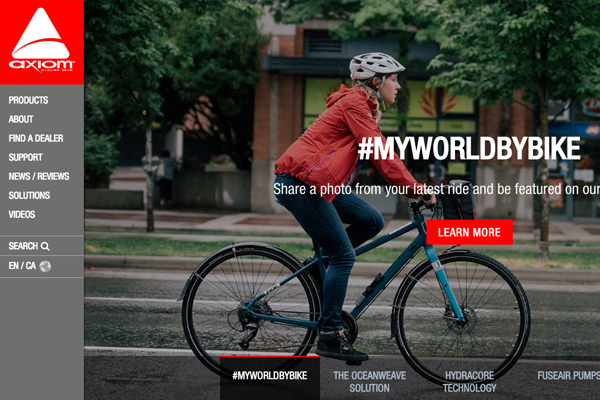 axiom
CYCLING GEAR
PRODUCTS
ABOUT
FIND A DEALER
SUPPORT
NEWS / REVIEWS
SOLUTIONS
VIDEOS
SEARCH
EN / CA
#MYWORLDBYBIKE
Share a photo from your latest ride and be featured on our
LEARN MORE
#MYWORLDBYBIKE
THE OCEANWEAVE
SOLUTION
HYDRACORE
TECHNOLOGY
FUSEAIR PUMPS